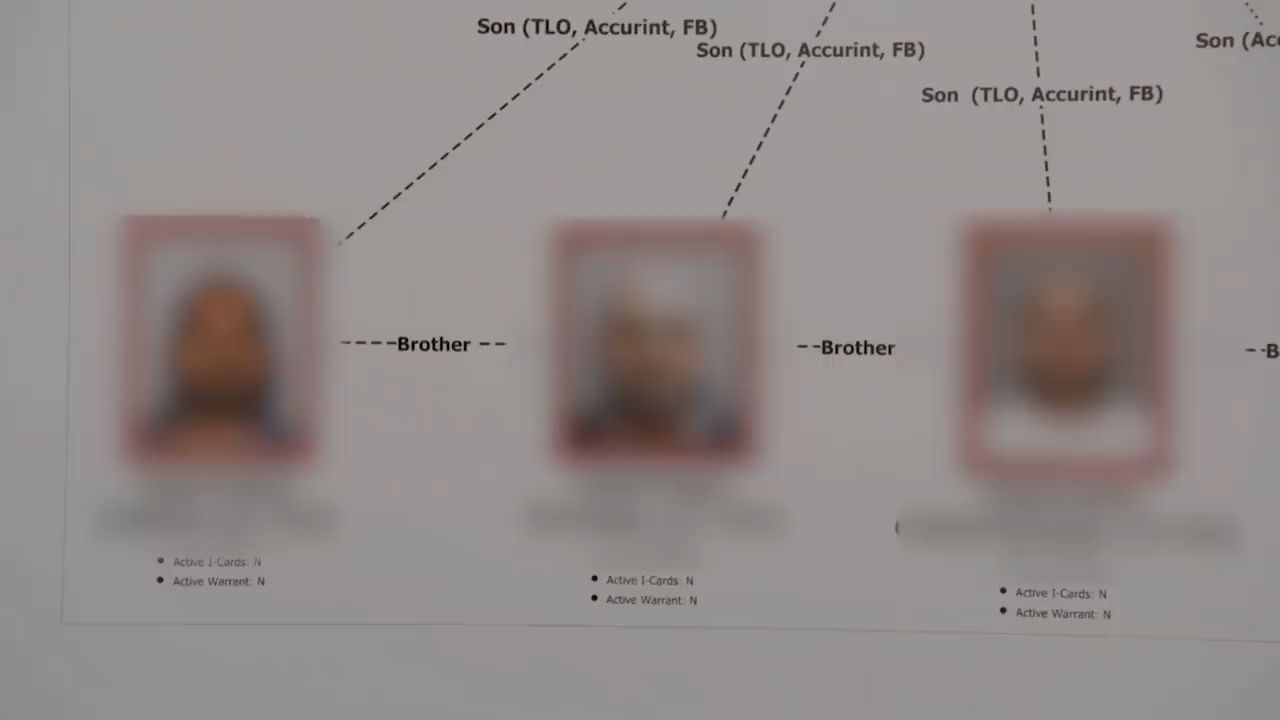 Son (TLO, Accurint, FB)
Son (TLO, Accurint, FB)
Son (TLO, Accurint, FB)
Son
Brother
Brother
Active I-Cards: N
Active Warrant: N
Active I-Cards: N
Active Warrant: N
Active I-Cards: N
Active Warrant: N